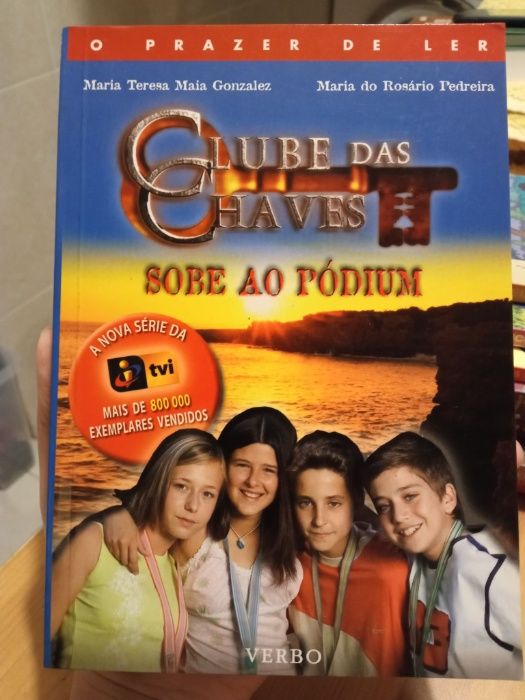 O PRAZER DE LER
Maria Teresa Maia Gonzalez Maria do Rosário Pedreira
CLUBE DAS
CHAVES
SOBE AO PÓDIUM
A NOVA SÉRIE DA
tvi
MAIS DE 800 000
EXEMPLARES VENDIDOS
VERBO